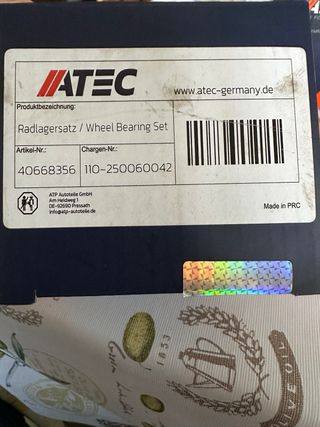 ATEC
www.atec-germany.de
Produktbezeichnung:
Radlagersatz / Wheel Bearing Set
Artikel-Nr.:
Chargen-Nr.:
40668356
110-250060042
ATP Autoteile GmbH
Am Heidweg 1
DE-92690 Pressath
info@atp-autoteile.de
Made in PRC
1853
OLIVE